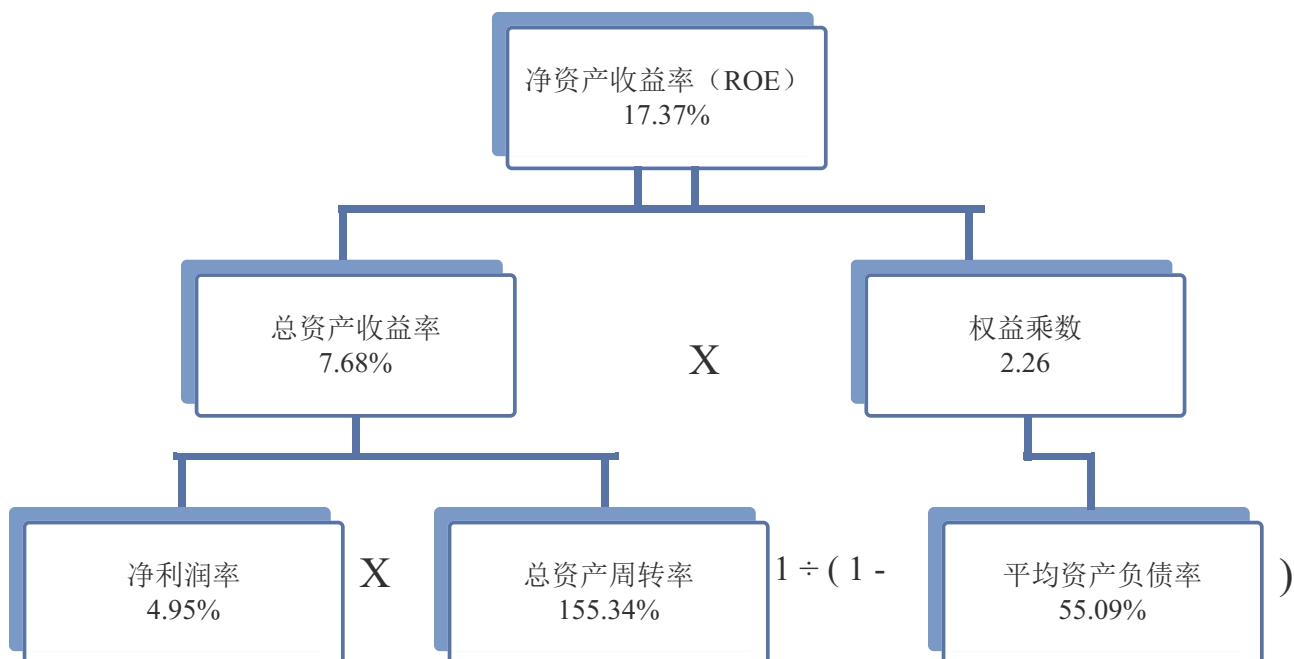 净资产收益率（ROE）
17.37%
总资产收益率
7.68%
X
权益乘数
2.26
净利润率
4.95%
X
总资产周转率
155.34%
1 ÷ ( 1 -
平均资产负债率
55.09%
)